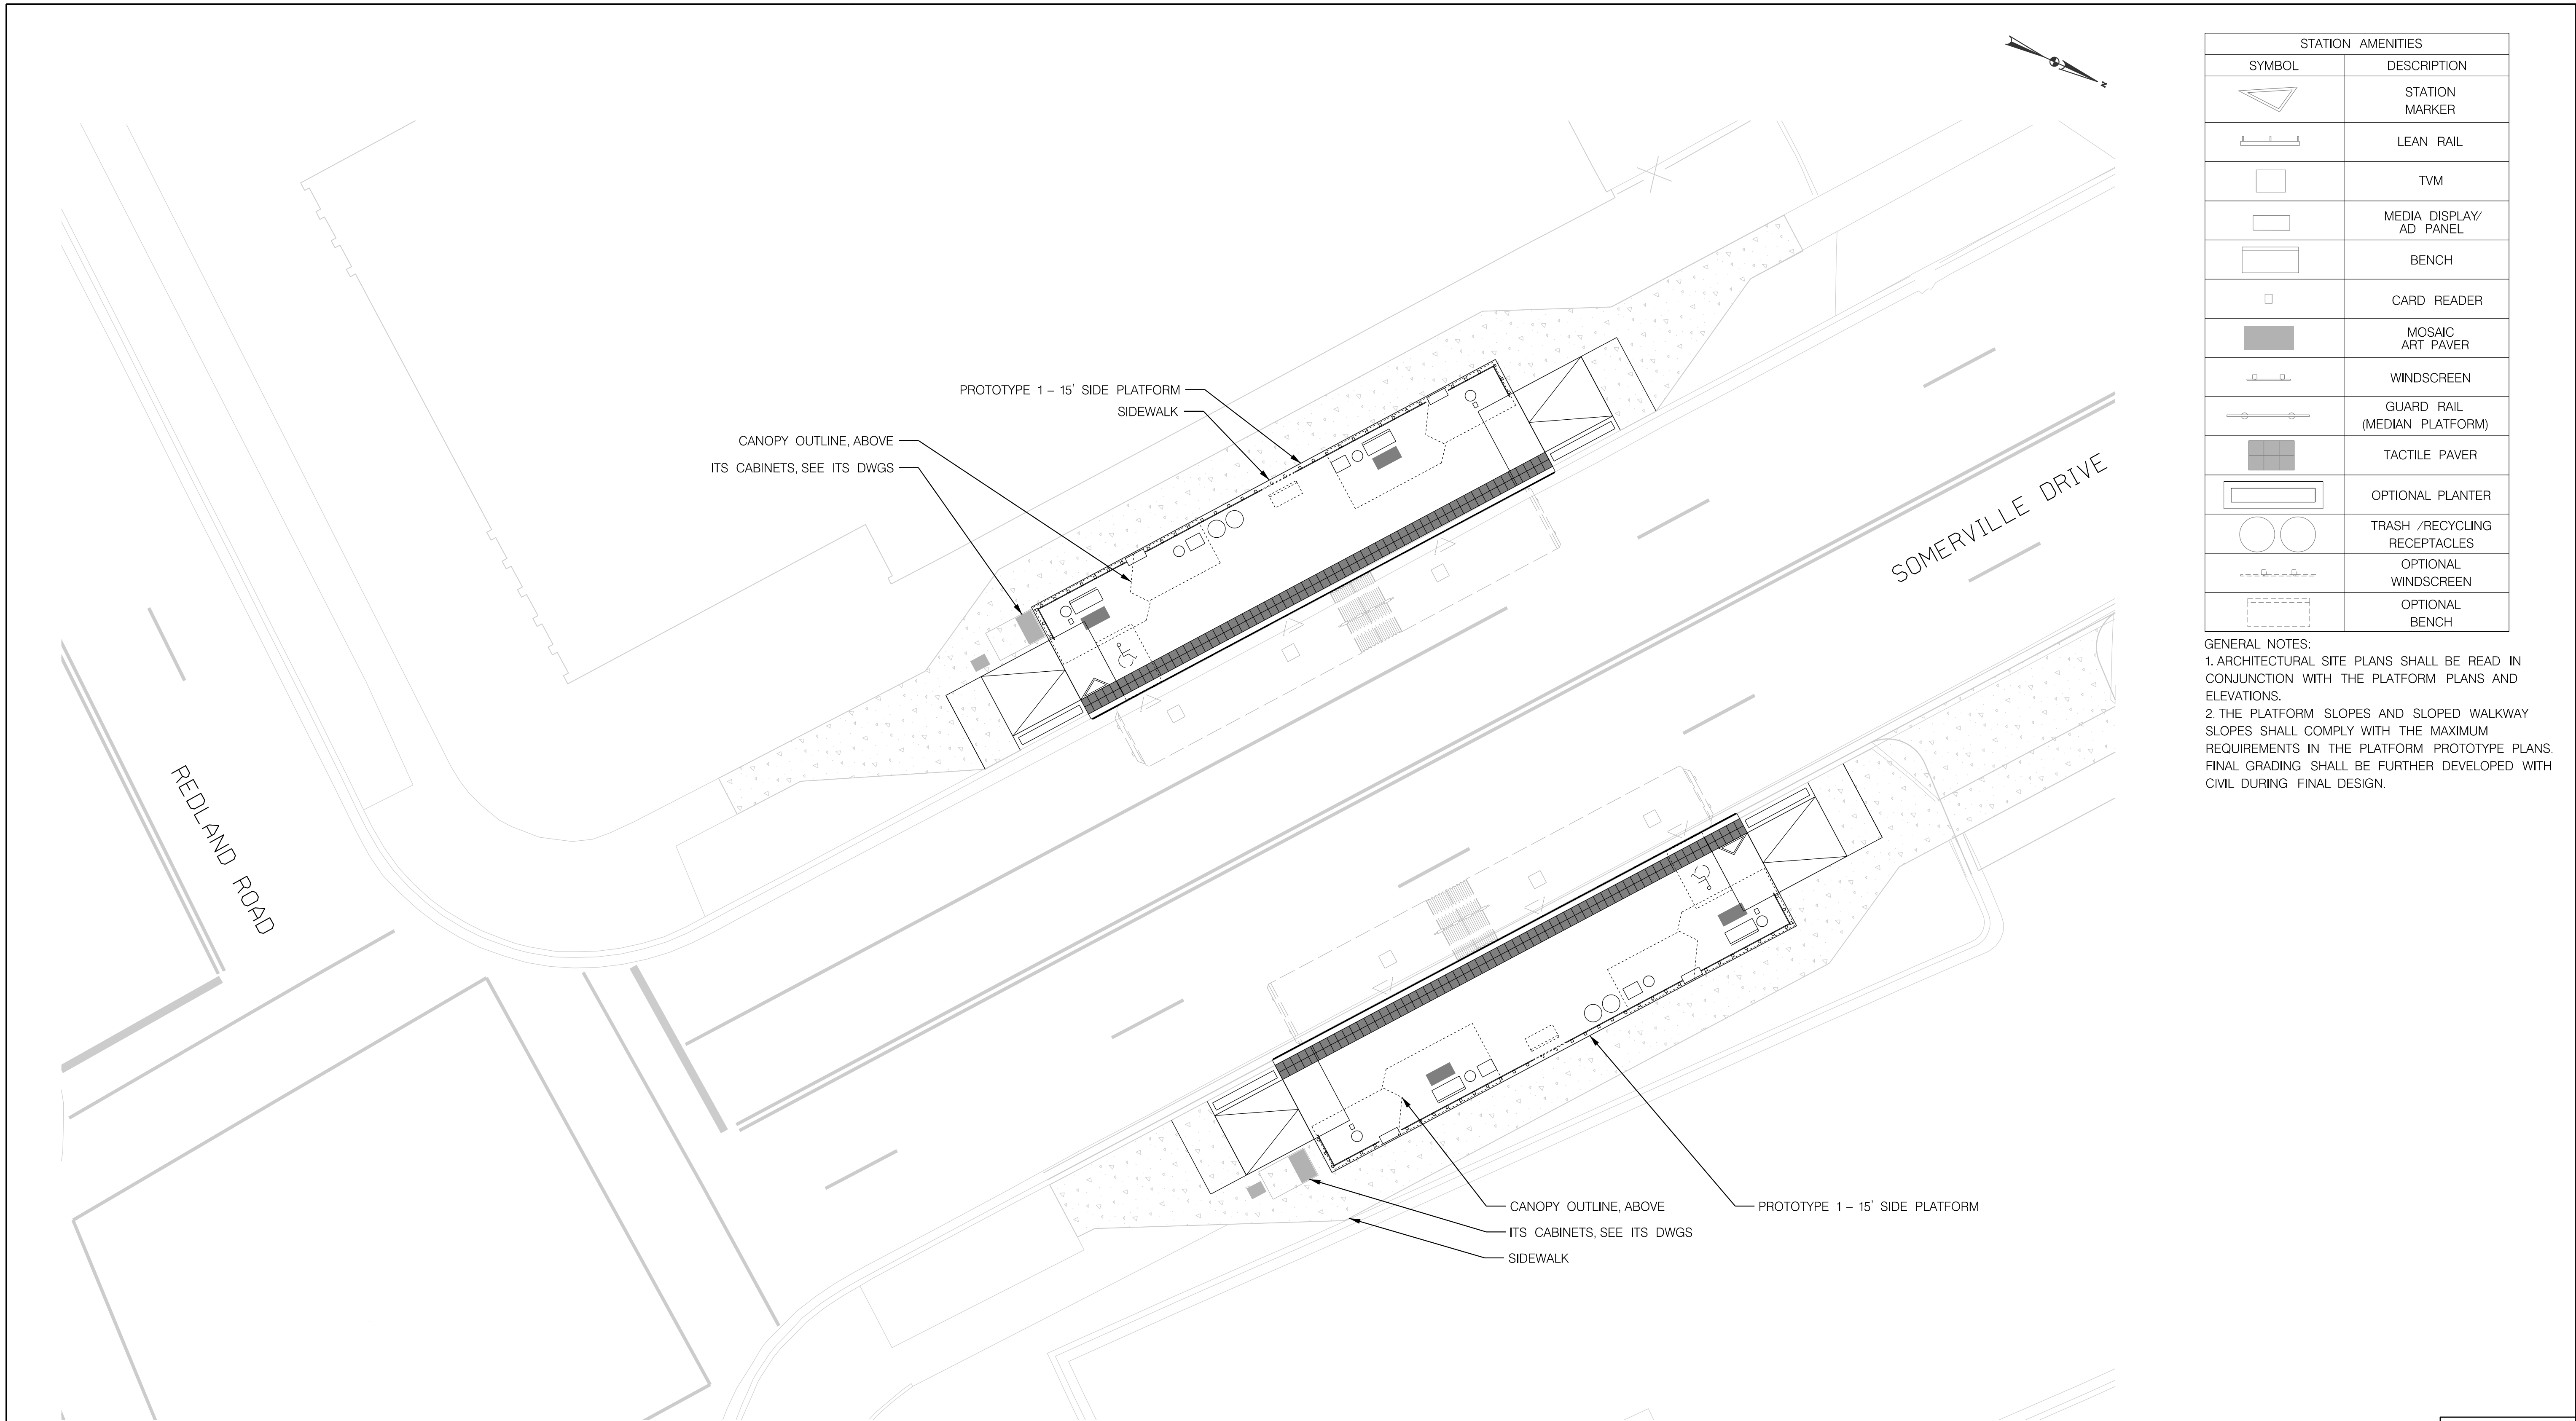 N
PROTOTYPE 1 – 15' SIDE PLATFORM
SIDEWALK
CANOPY OUTLINE, ABOVE
ITS CABINETS, SEE ITS DWGS
SOMERVILLE DRIVE
REDLAND ROAD
CANOPY OUTLINE, ABOVE
ITS CABINETS, SEE ITS DWGS
SIDEWALK
PROTOTYPE 1 – 15' SIDE PLATFORM
STATION AMENITIES
SYMBOL DESCRIPTION
STATION
MARKER
LEAN RAIL
TVM
MEDIA DISPLAY/
AD PANEL
BENCH
CARD READER
MOSAIC
ART PAVER
WINDSCREEN
GUARD RAIL
(MEDIAN PLATFORM)
TACTILE PAVER
OPTIONAL PLANTER
TRASH /RECYCLING
RECEPTACLES
OPTIONAL
WINDSCREEN
OPTIONAL
BENCH
GENERAL NOTES:
1. ARCHITECTURAL SITE PLANS SHALL BE READ IN
CONJUNCTION WITH THE PLATFORM PLANS AND
ELEVATIONS.
2. THE PLATFORM SLOPES AND SLOPED WALKWAY
SLOPES SHALL COMPLY WITH THE MAXIMUM
REQUIREMENTS IN THE PLATFORM PROTOTYPE PLANS.
FINAL GRADING SHALL BE FURTHER DEVELOPED WITH
CIVIL DURING FINAL DESIGN.